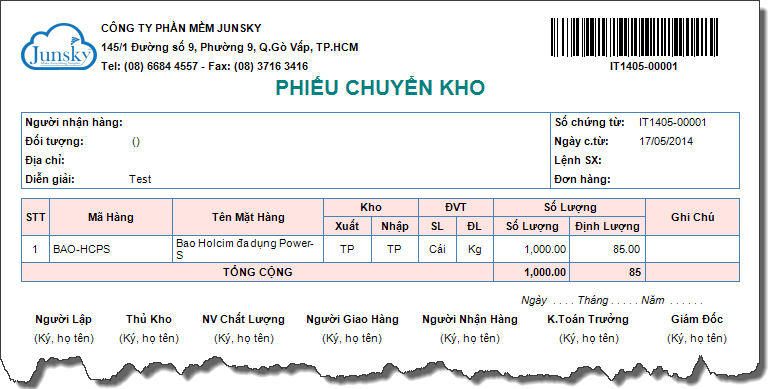 Junsky
CÔNG TY PHẦN MỀM JUNSKY
145/1 Đường số 9, Phường 9, Q.Gò Vấp, TP.HCM
Tel: (08) 6684 4557 - Fax: (08) 3716 3416
IT1405-00001
PHIẾU CHUYỂN KHO
Người nhận hàng:
Đối tượng: ()
Địa chỉ:
Diễn giải: Test
Số chứng từ: IT1405-00001
Ngày c.từ: 17/05/2014
Lệnh SX:
Đơn hàng:
STT Mã Hàng Tên Mặt Hàng Kho ĐVT Số Lượng Ghi Chú
Xuất Nhập SL ĐL Số Lượng Định Lượng
1 BAO-HCPS Bao Holcim đa dụng Power-S TP TP Cái Kg 1,000.00 85.00
TỔNG CỘNG 1,000.00 85
Ngày . . . . Tháng . . . . . Năm . . . . . .
Người Lập Thủ Kho NV Chất Lượng Người Giao Hàng Người Nhận Hàng K.Toán Trưởng Giám Đốc
(Ký, họ tên) (Ký, họ tên) (Ký, họ tên) (Ký, họ tên) (Ký, họ tên) (Ký, họ tên) (Ký, họ tên)